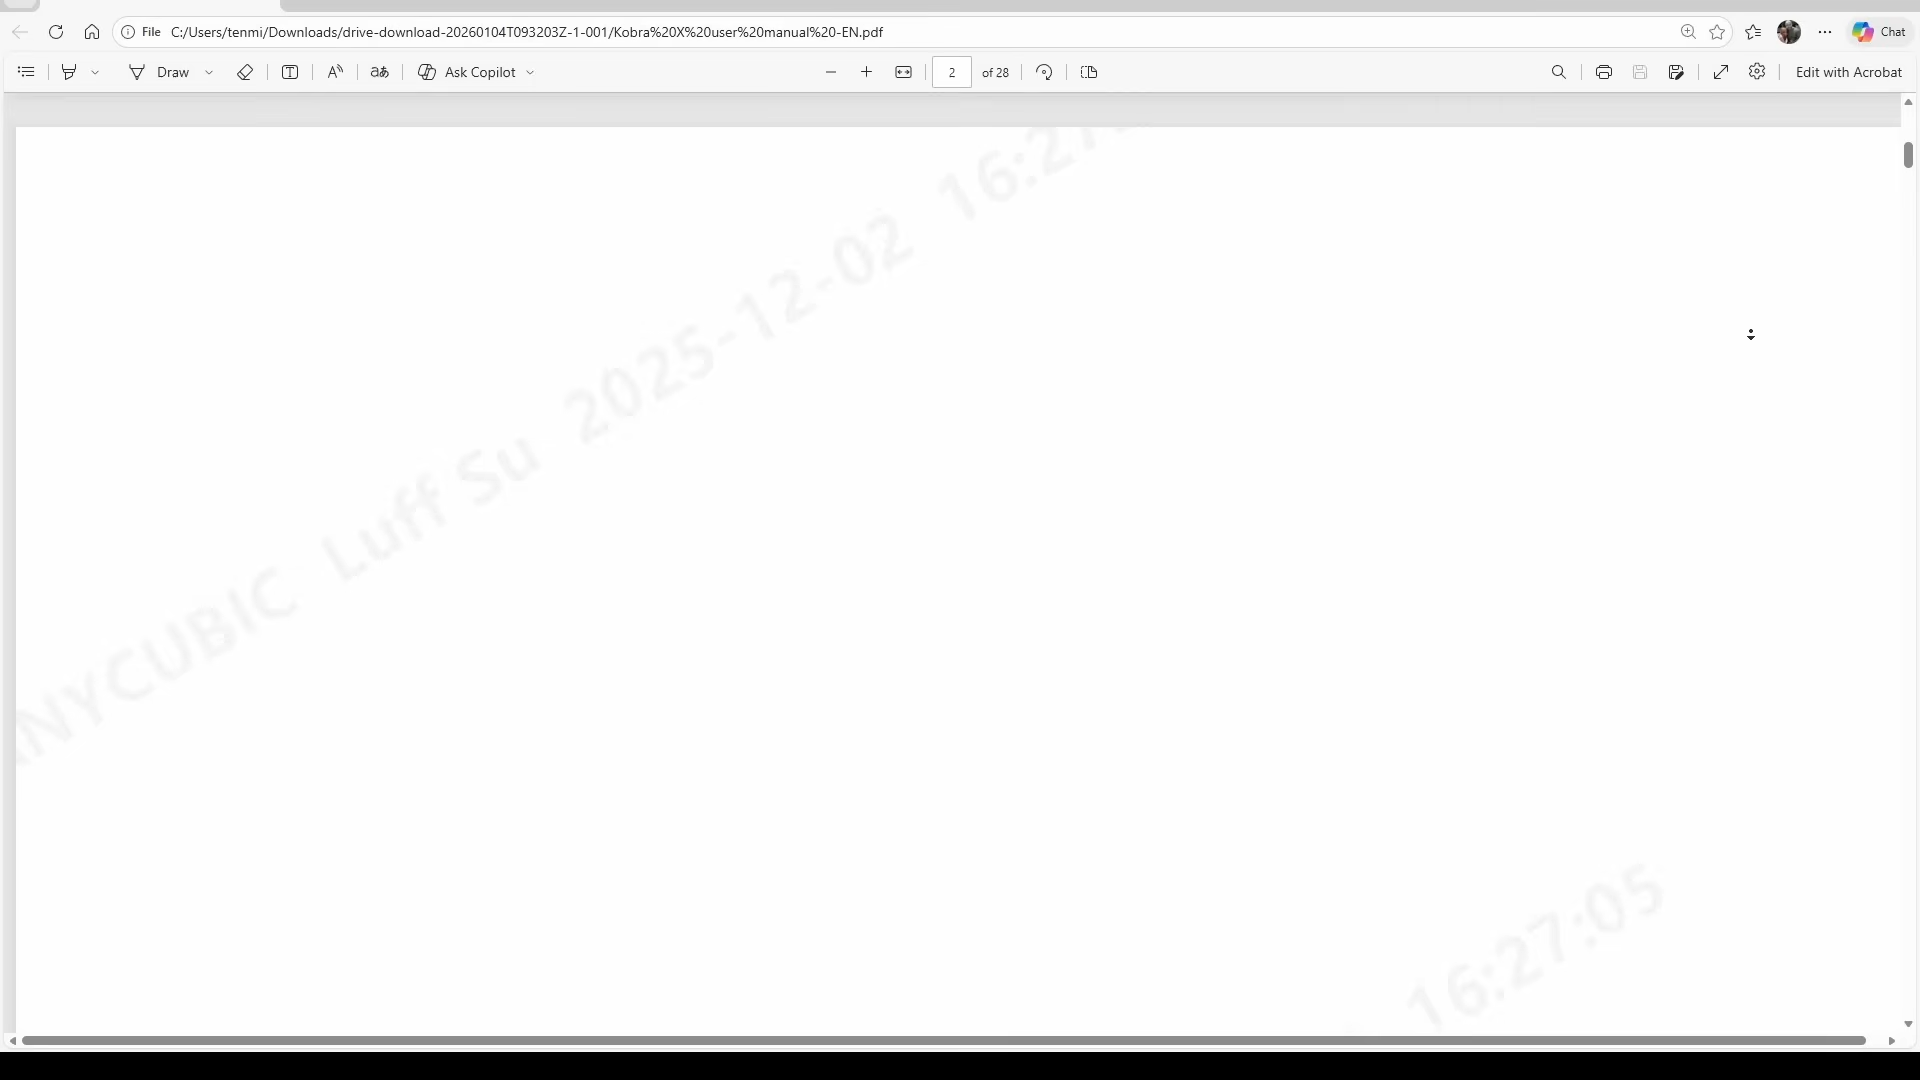 File C:/Users/tenmi/Downloads/drive-download-20260104T093203Z-1-001/Kobra%20X%20user%20manual%20-EN.pdf
Chat
Draw
Ask Copilot
2
of 28
Edit with Acrobat
ANYCUBIC Luff Su 2025-12-02 16:27:
16:27:05